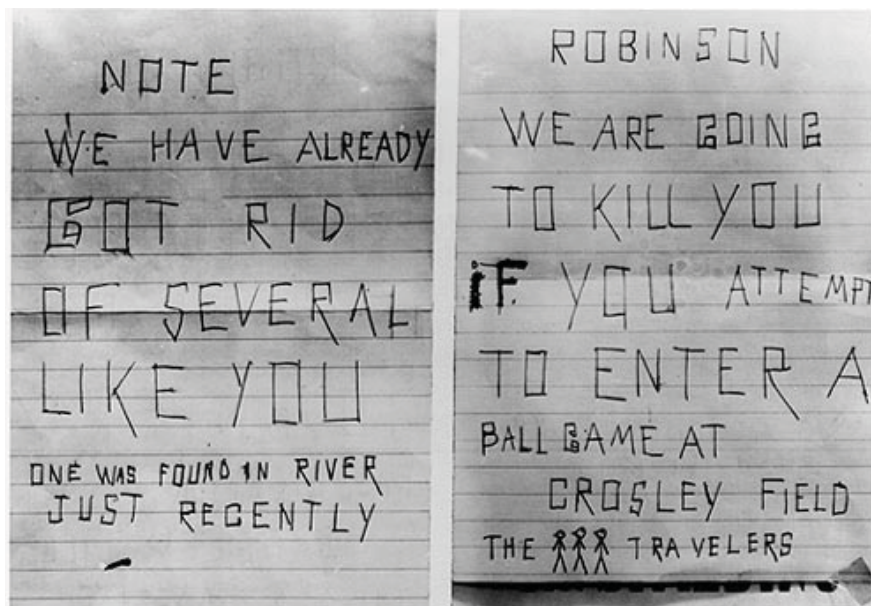 NOTE
WE HAVE ALREADY
GOT RID
OF SEVERAL
LIKE YOU
ONE WAS FOUND IN RIVER
JUST RECENTLY
ROBINSON
WE ARE GOING
TO KILL YOU
iF. YOU ATTEMPT
TO ENTER A
BALL GAME AT
CROSLEY FIELD
THE TRAVELERS